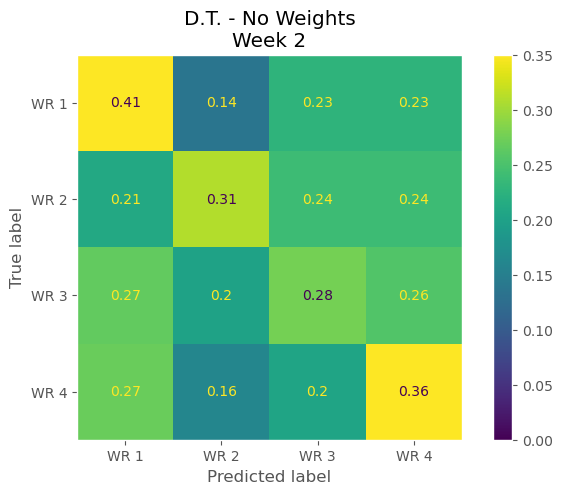 D.T. - No Weights
Week 2
True label
WR 1 0.41 0.14 0.23 0.23
WR 2 0.21 0.31 0.24 0.24
WR 3 0.27 0.2 0.28 0.26
WR 4 0.27 0.16 0.2 0.36
WR 1 WR 2 WR 3 WR 4
Predicted label
0.35
0.30
0.25
0.20
0.15
0.10
0.05
0.00